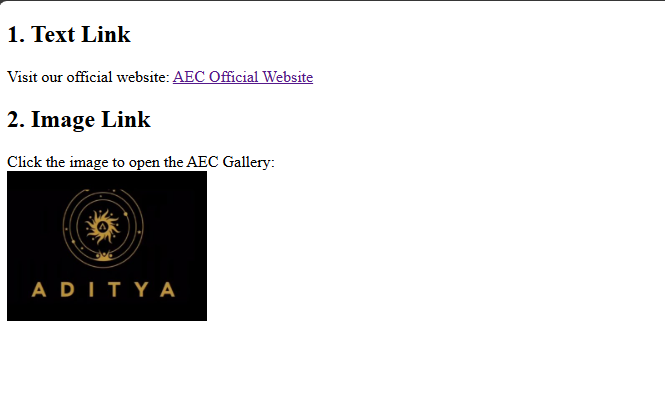 1. Text Link
Visit our official website: AEC Official Website
2. Image Link
Click the image to open the AEC Gallery:
A
ADITYA